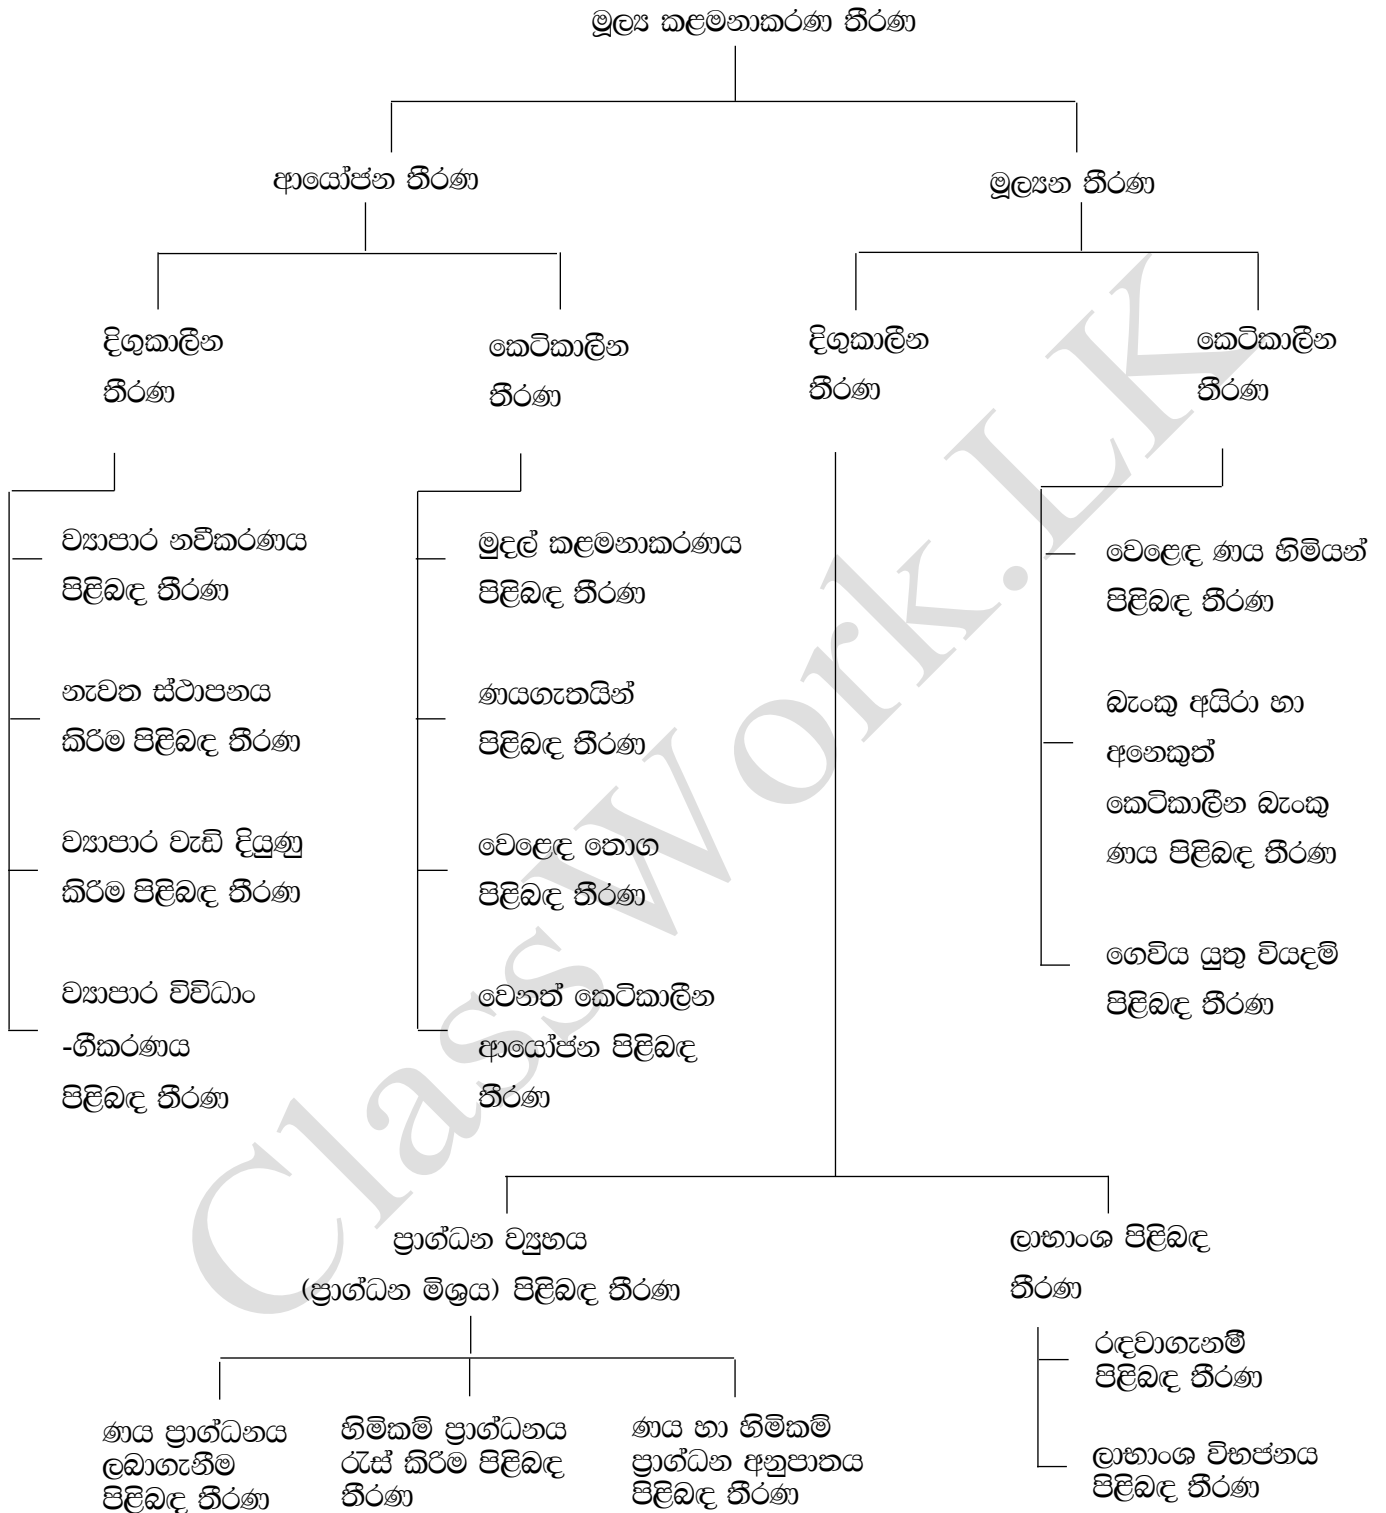 මූල්‍ය කළමනාකරණ තීරණ
ආයෝජන තීරණ
මූල්‍යන තීරණ
දිගුකාලීන
තීරණ
කෙටිකාලීන
තීරණ
දිගුකාලීන
තීරණ
කෙටිකාලීන
තීරණ
ව්‍යාපාර නවීකරණය
පිළිබඳ තීරණ
නැවත ස්ථාපනය
කිරිම පිළිබඳ තීරණ
ව්‍යාපාර වැඩි දියුණු
කිරිම පිළිබඳ තීරණ
ව්‍යාපාර විවිධාං
-ගීකරණය
පිළිබඳ තීරණ
මුදල් කළමනාකරණය
පිළිබඳ තීරණ
ණයගැතයින්
පිළිබඳ තීරණ
වෙළෙඳ තොග
පිළිබඳ තීරණ
වෙනත් කෙටිකාලීන
ආයෝජන පිළිබඳ
තීරණ
වෙළෙඳ ණය හිමියන්
පිළිබඳ තීරණ
බැංකු අයිරා හා
අනෙකුත්
කෙටිකාලීන බැංකු
ණය පිළිබඳ තීරණ
ගෙවිය යුතු වියදම්
පිළිබඳ තීරණ
ප්‍රාග්ධන ව්‍යුහය
(ප්‍රාග්ධන මිශ්‍රය) පිළිබඳ තීරණ
ණය ප්‍රාග්ධනය
ලබාගැනීම
පිළිබඳ තීරණ
හිමිකම් ප්‍රාග්ධනය
රැස් කිරිම පිළිබඳ
තීරණ
ණය හා හිමිකම්
ප්‍රාග්ධන අනුපාතය
පිළිබඳ තීරණ
ලාභාංශ පිළිබඳ
තීරණ
රඳවාගැනම්ී
පිළිබඳ තීරණ
ලාභාංශ විභජනය
පිළිබඳ තීරණ
ClassWork.LK